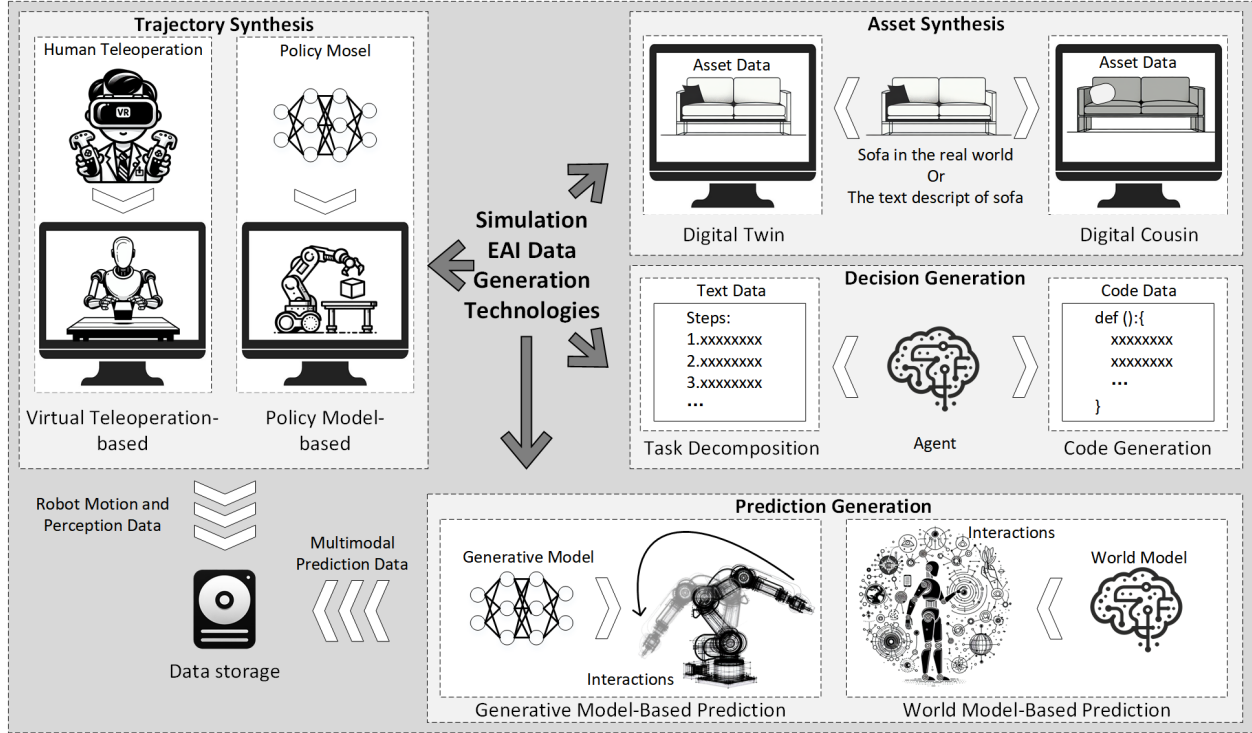 Trajectory Synthesis
Human Teleoperation
Policy Mosel
VR
Virtual Teleoperation-
based
Policy Model-
based
Simulation
EAI Data
Generation
Technologies
Asset Synthesis
Asset Data
Asset Data
Sofa in the real world
Or
The text descript of sofa
Digital Twin
Digital Cousin
Decision Generation
Text Data
Steps:
1.xxxxxxxx
2.xxxxxxxx
3.xxxxxxxx
...
Code Data
def ():{
xxxxxxxx
xxxxxxxx
...
}
Task Decomposition
Agent
Code Generation
Robot Motion and
Perception Data
Multimodal
Prediction Data
Data storage
Prediction Generation
Generative Model
Interactions
Generative Model-Based Prediction
Interactions
World Model
World Model-Based Prediction